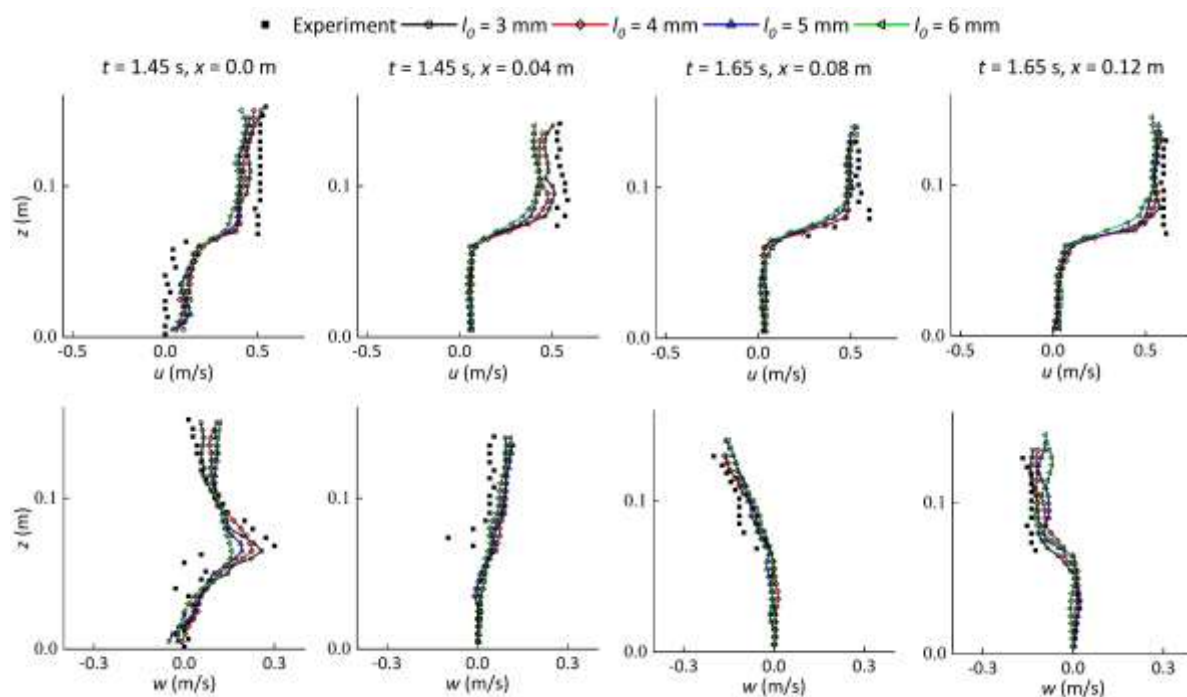 Experiment l₀ = 3 mm l₀ = 4 mm l₀ = 5 mm l₀ = 6 mm
t = 1.45 s, x = 0.0 m t = 1.45 s, x = 0.04 m t = 1.65 s, x = 0.08 m t = 1.65 s, x = 0.12 m
z (m)
0.1 0.1 0.1 0.1
0.0 0.0 0.0 0.0
-0.5 0.0 0.5 -0.5 0.0 0.5 -0.5 0.0 0.5 -0.5 0.0 0.5
u (m/s) u (m/s) u (m/s) u (m/s)
z (m)
0.1 0.1 0.1 0.1
0.0 0.0 0.0 0.0
-0.3 0.0 0.3 -0.3 0.0 0.3 -0.3 0.0 0.3 -0.3 0.0 0.3
w (m/s) w (m/s) w (m/s) w (m/s)